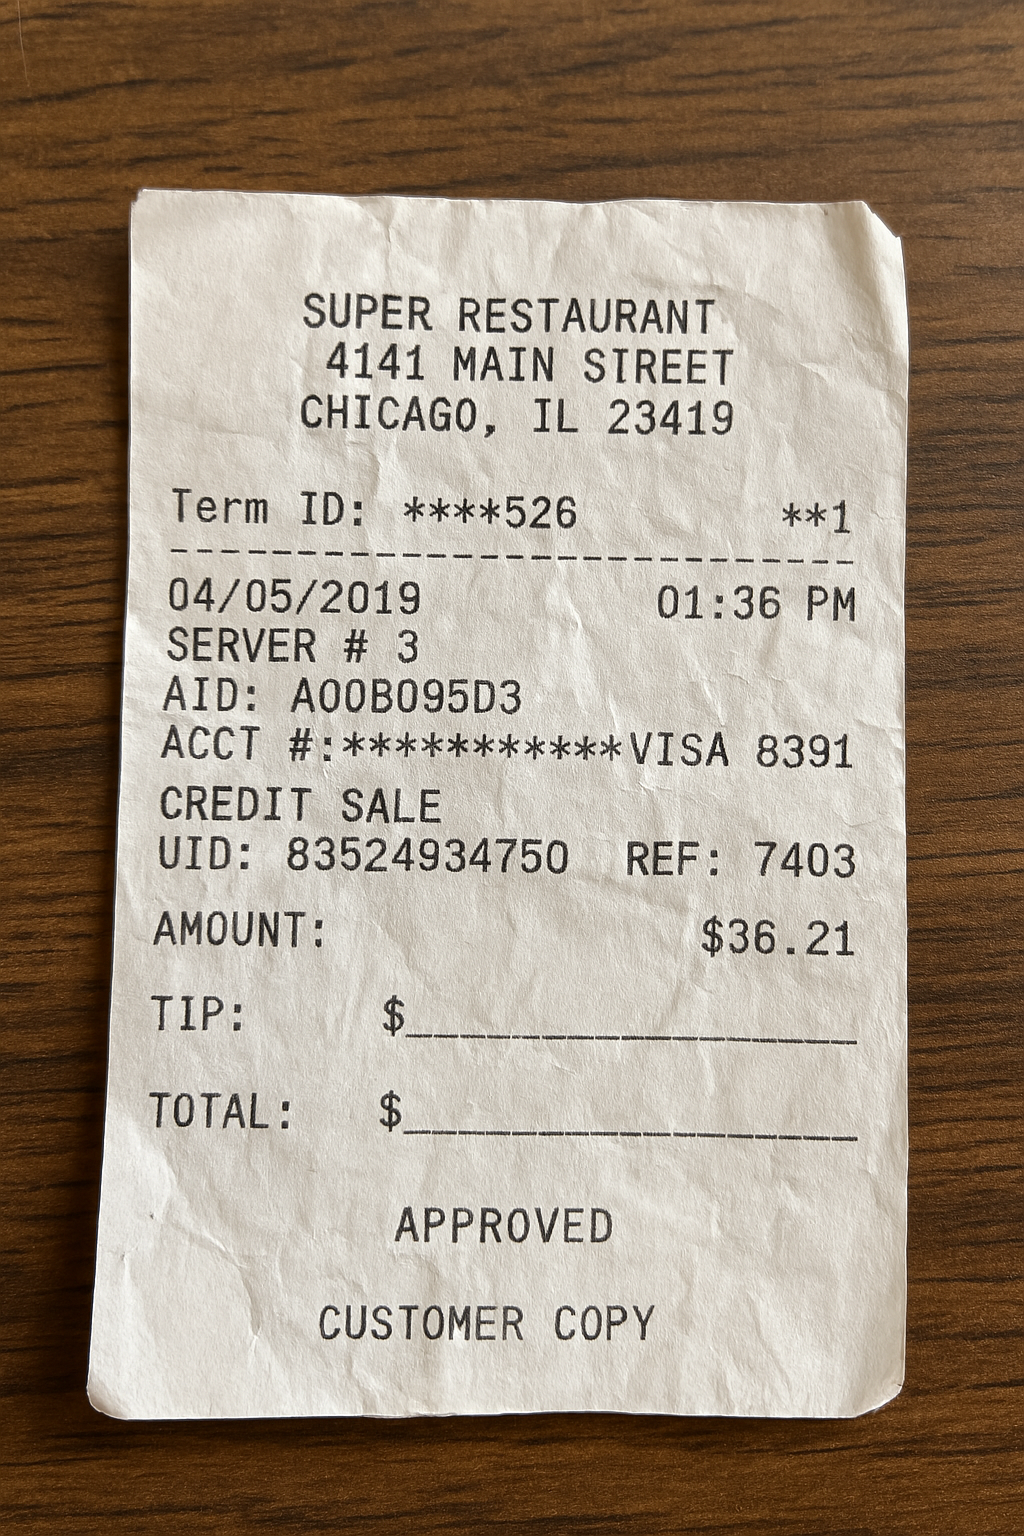 SUPER RESTAURANT
4141 MAIN STREET
CHICAGO, IL 23419
Term ID: ****526 **1
--------------------------------
04/05/2019 01:36 PM
SERVER # 3
AID: A00B095D3
ACCT #:***********VISA 8391
CREDIT SALE
UID: 83524934750 REF: 7403
AMOUNT: $36.21
TIP: $________________
TOTAL: $________________
APPROVED
CUSTOMER COPY